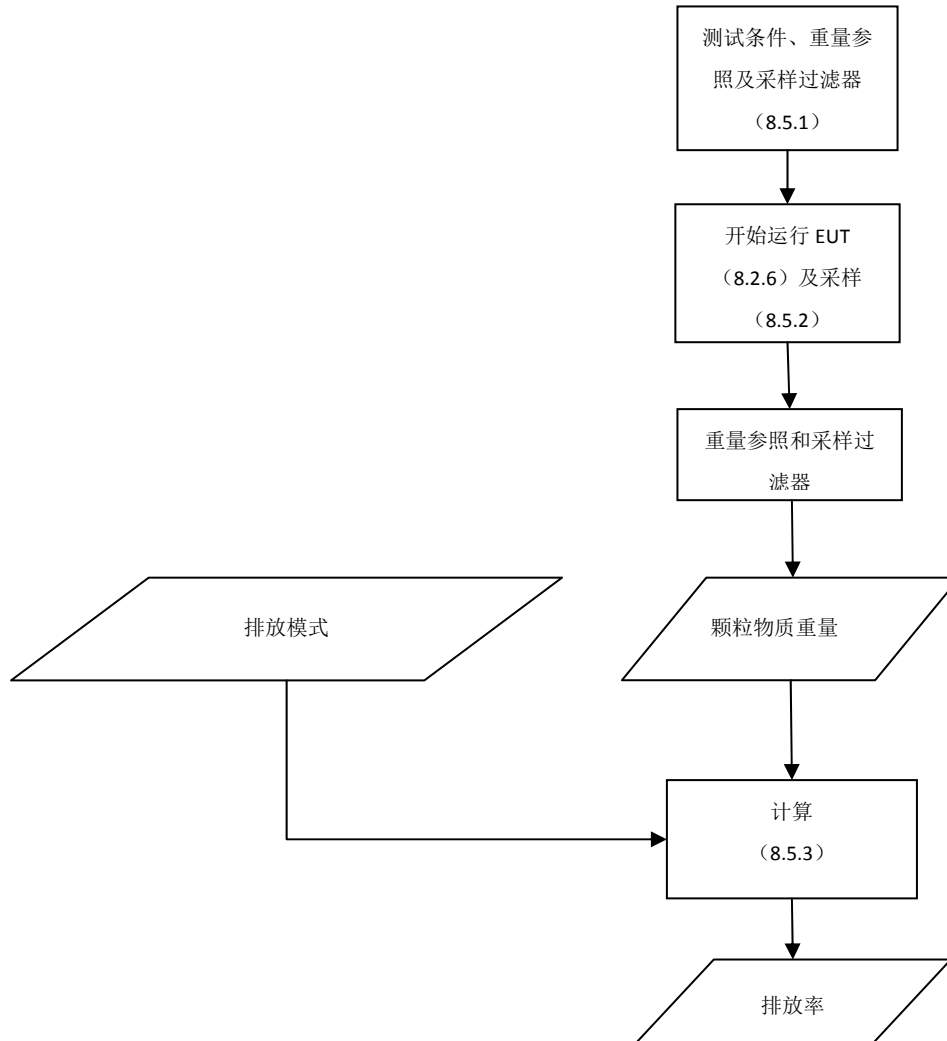 测试条件、重量参
照及采样过滤器
（8.5.1）
开始运行 EUT
（8.2.6）及采样
（8.5.2）
重量参照和采样过
滤器
排放模式
颗粒物质重量
计算
（8.5.3）
排放率